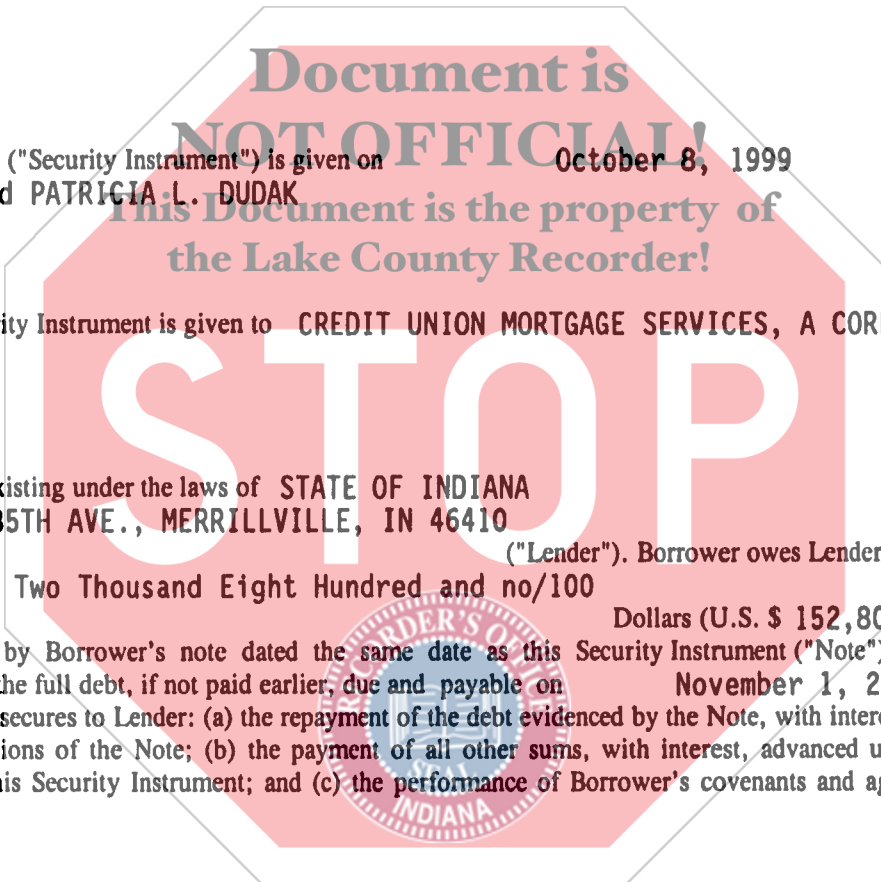 Document is
NOT OFFICIAL!
("Security Instrument") is given on October 8, 1999
d PATRICIA L. DUDAK
This Document is the property of
the Lake County Recorder!
ity Instrument is given to CREDIT UNION MORTGAGE SERVICES, A COR
STOP
isting under the laws of STATE OF INDIANA
5TH AVE., MERRILLVILLE, IN 46410
("Lender"). Borrower owes Lender
Two Thousand Eight Hundred and no/100
Dollars (U.S. $ 152,80
by Borrower's note dated the same date as this Security Instrument ("Note")
he full debt, if not paid earlier, due and payable on November 1, 2
secures to Lender: (a) the repayment of the debt evidenced by the Note, with intere
ions of the Note; (b) the payment of all other sums, with interest, advanced u
is Security Instrument; and (c) the performance of Borrower's covenants and ag
RECORDER'S OFFICE
SEAL
INDIANA